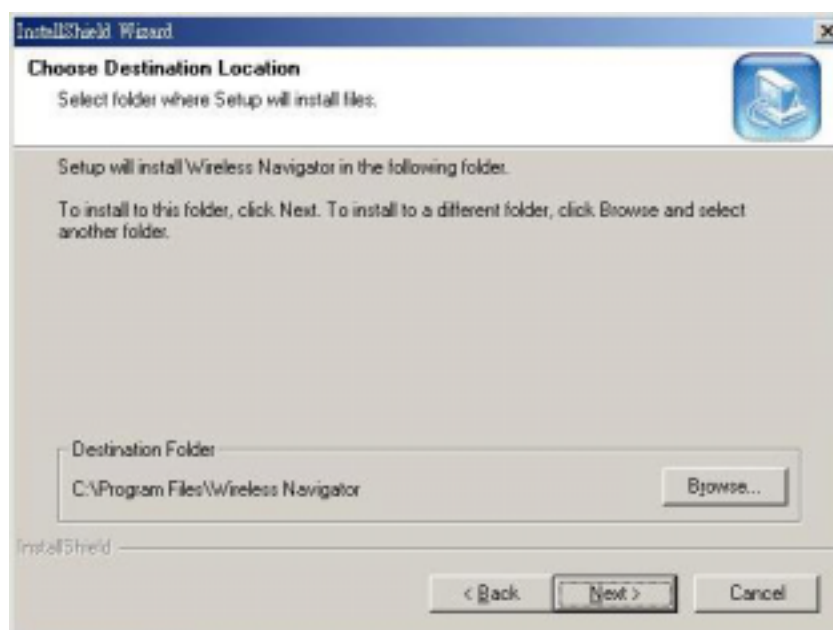 InstallShield Wizard
Choose Destination Location
Select folder where Setup will install files.
Setup will install Wireless Navigator in the following folder.
To install to this folder, click Next. To install to a different folder, click Browse and select
another folder.
Destination Folder
C:\Program Files\Wireless Navigator
Browse...
InstallShield
< Back
Next >
Cancel